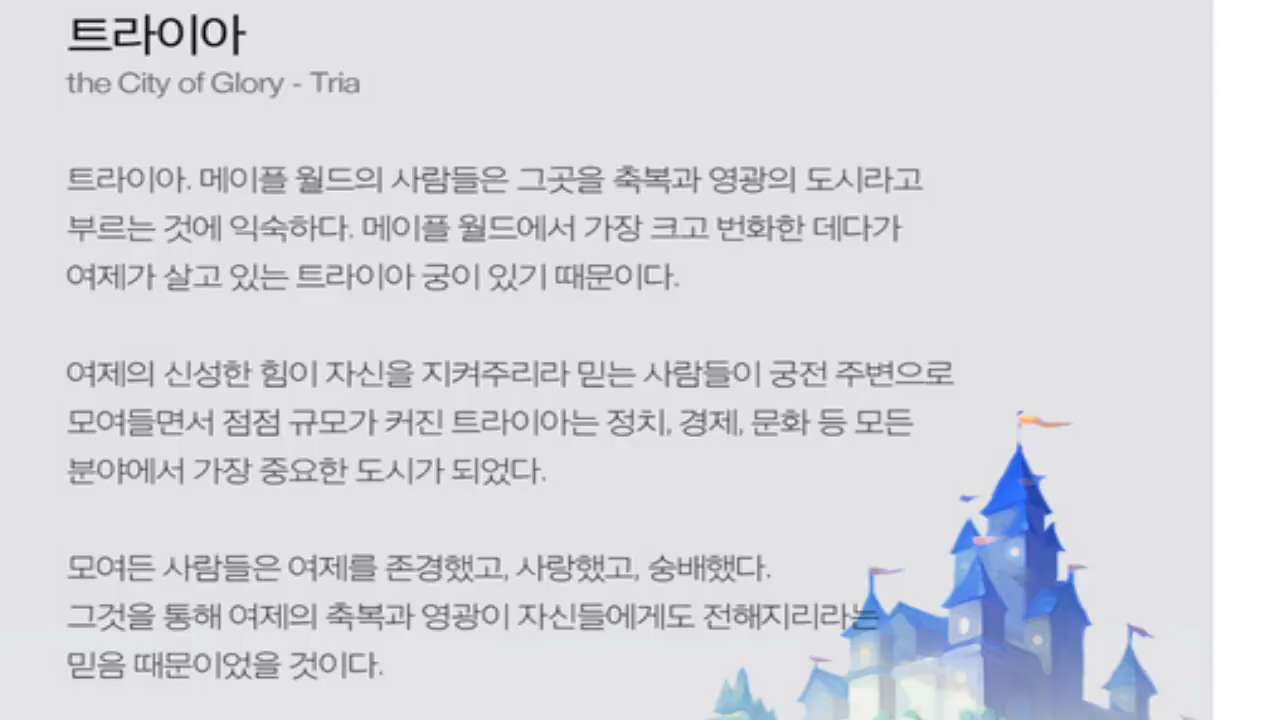 트라이아
the City of Glory - Tria
트라이아. 메이플 월드의 사람들은 그곳을 축복과 영광의 도시라고
부르는 것에 익숙하다. 메이플 월드에서 가장 크고 번화한 데다가
여제가 살고 있는 트라이아 궁이 있기 때문이다.
여제의 신성한 힘이 자신을 지켜주리라 믿는 사람들이 궁전 주변으로
모여들면서 점점 규모가 커진 트라이아는 정치, 경제, 문화 등 모든
분야에서 가장 중요한 도시가 되었다.
모여든 사람들은 여제를 존경했고, 사랑했고, 숭배했다.
그것을 통해 여제의 축복과 영광이 자신들에게도 전해지리라는
믿음 때문이었을 것이다.